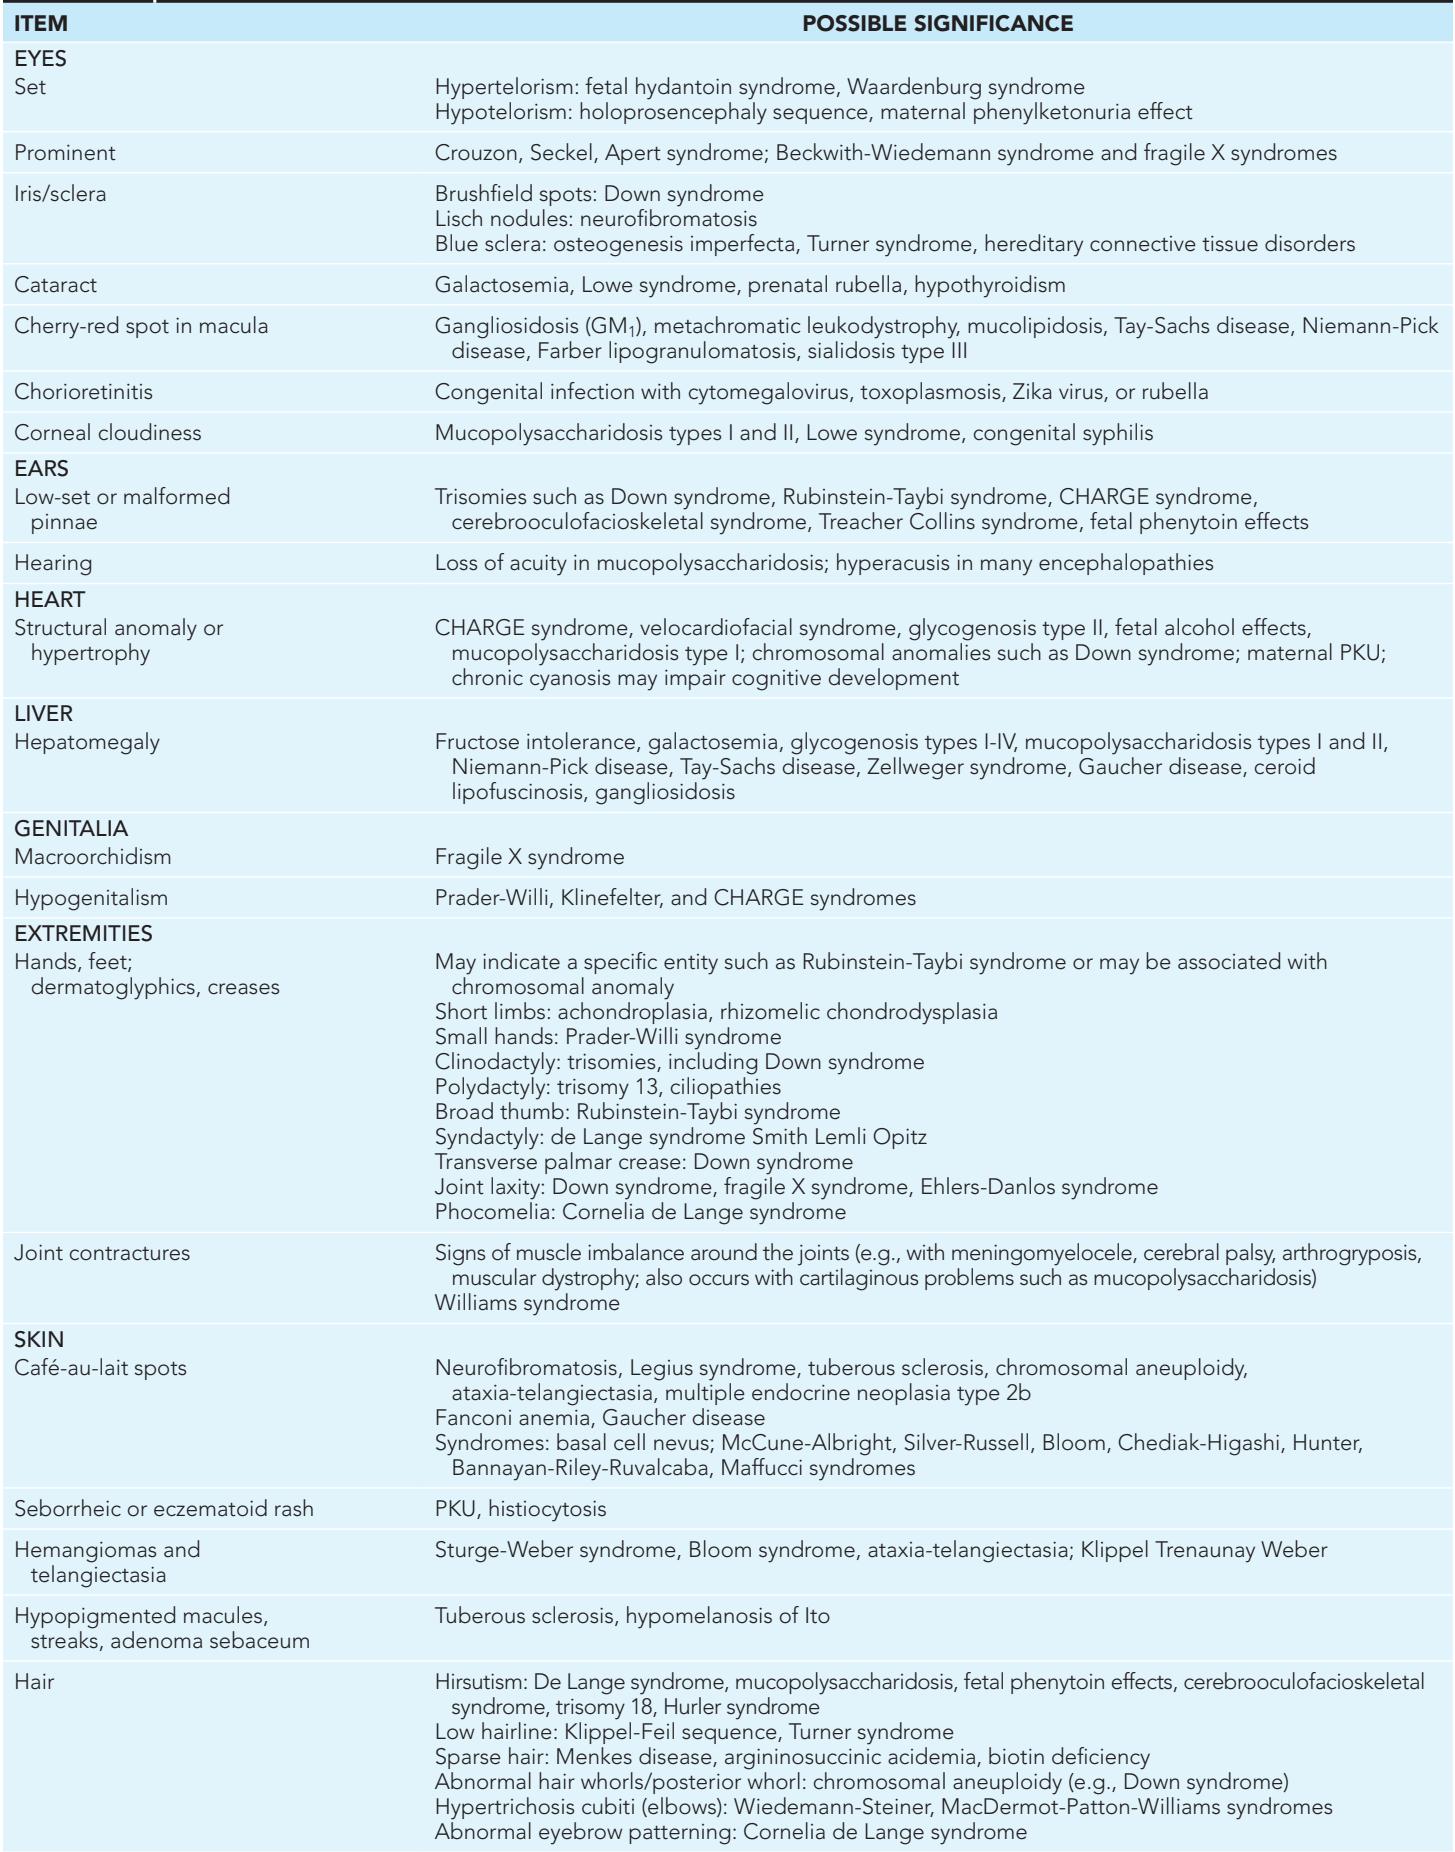 ITEM POSSIBLE SIGNIFICANCE
EYES
Set Hypertelorism: fetal hydantoin syndrome, Waardenburg syndrome
Hypotelorism: holoprosencephaly sequence, maternal phenylketonuria effect
Prominent Crouzon, Seckel, Apert syndrome; Beckwith-Wiedemann syndrome and fragile X syndromes
Iris/sclera Brushfield spots: Down syndrome
Lisch nodules: neurofibromatosis
Blue sclera: osteogenesis imperfecta, Turner syndrome, hereditary connective tissue disorders
Cataract Galactosemia, Lowe syndrome, prenatal rubella, hypothyroidism
Cherry-red spot in macula Gangliosidosis (GM₁), metachromatic leukodystrophy, mucolipidosis, Tay-Sachs disease, Niemann-Pick
disease, Farber lipogranulomatosis, sialidosis type III
Chorioretinitis Congenital infection with cytomegalovirus, toxoplasmosis, Zika virus, or rubella
Corneal cloudiness Mucopolysaccharidosis types I and II, Lowe syndrome, congenital syphilis
EARS
Low-set or malformed Trisomies such as Down syndrome, Rubinstein-Taybi syndrome, CHARGE syndrome,
pinnae cerebrooculofacioskeletal syndrome, Treacher Collins syndrome, fetal phenytoin effects
Hearing Loss of acuity in mucopolysaccharidosis; hyperacusis in many encephalopathies
HEART
Structural anomaly or CHARGE syndrome, velocardiofacial syndrome, glycogenosis type II, fetal alcohol effects,
hypertrophy mucopolysaccharidosis type I; chromosomal anomalies such as Down syndrome; maternal PKU;
chronic cyanosis may impair cognitive development
LIVER
Hepatomegaly Fructose intolerance, galactosemia, glycogenosis types I-IV, mucopolysaccharidosis types I and II,
Niemann-Pick disease, Tay-Sachs disease, Zellweger syndrome, Gaucher disease, ceroid
lipofuscinosis, gangliosidosis
GENITALIA
Macroorchidism Fragile X syndrome
Hypogenitalism Prader-Willi, Klinefelter, and CHARGE syndromes
EXTREMITIES
Hands, feet; May indicate a specific entity such as Rubinstein-Taybi syndrome or may be associated with
dermatoglyphics, creases chromosomal anomaly
Short limbs: achondroplasia, rhizomelic chondrodysplasia
Small hands: Prader-Willi syndrome
Clinodactyly: trisomies, including Down syndrome
Polydactyly: trisomy 13, ciliopathies
Broad thumb: Rubinstein-Taybi syndrome
Syndactyly: de Lange syndrome Smith Lemli Opitz
Transverse palmar crease: Down syndrome
Joint laxity: Down syndrome, fragile X syndrome, Ehlers-Danlos syndrome
Phocomelia: Cornelia de Lange syndrome
Joint contractures Signs of muscle imbalance around the joints (e.g., with meningomyelocele, cerebral palsy, arthrogryposis,
muscular dystrophy; also occurs with cartilaginous problems such as mucopolysaccharidosis)
Williams syndrome
SKIN
Café-au-lait spots Neurofibromatosis, Legius syndrome, tuberous sclerosis, chromosomal aneuploidy,
ataxia-telangiectasia, multiple endocrine neoplasia type 2b
Fanconi anemia, Gaucher disease
Syndromes: basal cell nevus; McCune-Albright, Silver-Russell, Bloom, Chediak-Higashi, Hunter,
Bannayan-Riley-Ruvalcaba, Maffucci syndromes
Seborrheic or eczematoid rash PKU, histiocytosis
Hemangiomas and Sturge-Weber syndrome, Bloom syndrome, ataxia-telangiectasia; Klippel Trenaunay Weber
telangiectasia
Hypopigmented macules, Tuberous sclerosis, hypomelanosis of Ito
streaks, adenoma sebaceum
Hair Hirsutism: De Lange syndrome, mucopolysaccharidosis, fetal phenytoin effects, cerebrooculofacioskeletal
syndrome, trisomy 18, Hurler syndrome
Low hairline: Klippel-Feil sequence, Turner syndrome
Sparse hair: Menkes disease, argininosuccinic acidemia, biotin deficiency
Abnormal hair whorls/posterior whorl: chromosomal aneuploidy (e.g., Down syndrome)
Hypertrichosis cubiti (elbows): Wiedemann-Steiner, MacDermot-Patton-Williams syndromes
Abnormal eyebrow patterning: Cornelia de Lange syndrome